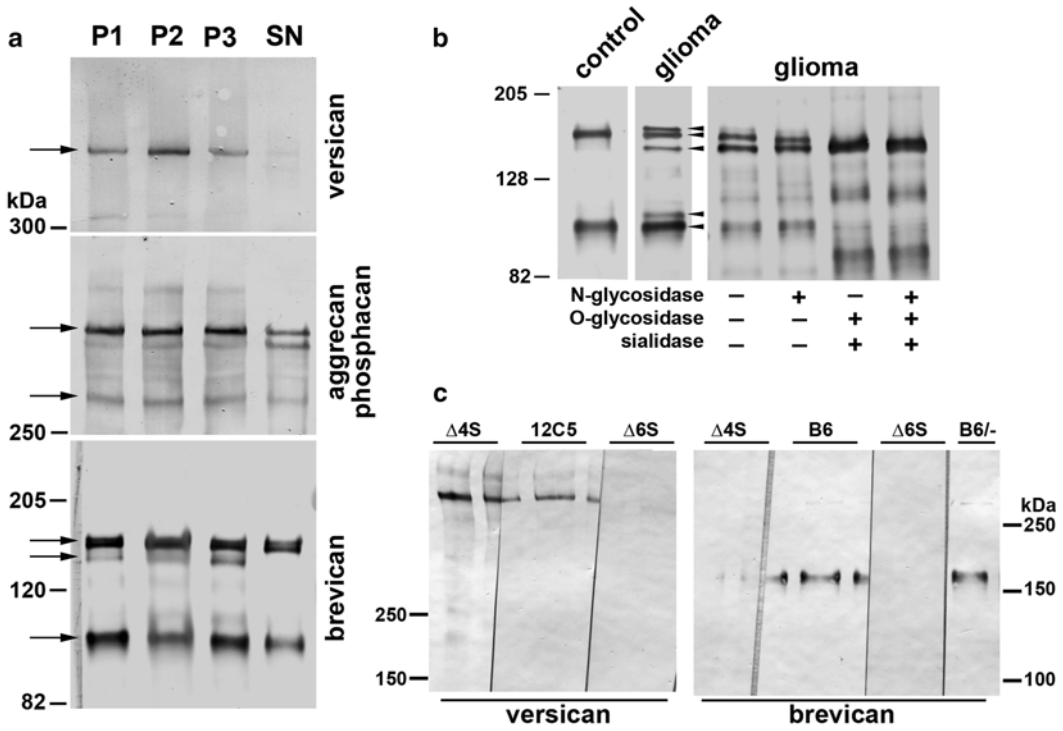 a
P1 P2 P3 SN
versican
kDa
300
aggrecan
phosphacan
250
205
120
82
brevican
b
control
glioma
glioma
205
128
82
N-glycosidase − + − +
O-glycosidase − − + +
sialidase − − + +
c
Δ4S 12C5 Δ6S
250
150
versican
Δ4S B6 Δ6S B6/-
kDa
250
150
100
brevican